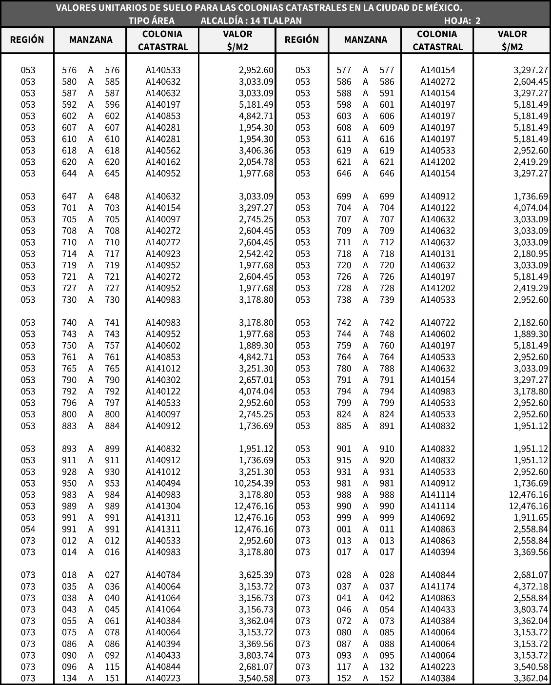 VALORES UNITARIOS DE SUELO PARA LAS COLONIAS CATASTRALES EN LA CIUDAD DE MÉXICO.
TIPO ÁREA ALCALDÍA : 14 TLALPAN HOJA: 2
REGIÓN MANZANA COLONIA CATASTRAL VALOR $/M2 REGIÓN MANZANA COLONIA CATASTRAL VALOR $/M2
053 576 A 576 A140533 2,952.60 053 577 A 577 A140154 3,297.27
053 580 A 585 A140632 3,033.09 053 586 A 586 A140272 2,604.45
053 587 A 587 A140632 3,033.09 053 588 A 591 A140154 3,297.27
053 592 A 596 A140197 5,181.49 053 598 A 601 A140197 5,181.49
053 602 A 602 A140853 4,842.71 053 603 A 606 A140197 5,181.49
053 607 A 607 A140281 1,954.30 053 608 A 609 A140197 5,181.49
053 610 A 610 A140281 1,954.30 053 611 A 616 A140197 5,181.49
053 618 A 618 A140562 3,406.36 053 619 A 619 A140533 2,952.60
053 620 A 620 A140162 2,054.78 053 621 A 621 A141202 2,419.29
053 644 A 645 A140952 1,977.68 053 646 A 646 A140154 3,297.27
053 647 A 648 A140632 3,033.09 053 699 A 699 A140912 1,736.69
053 701 A 703 A140154 3,297.27 053 704 A 704 A140122 4,074.04
053 705 A 705 A140097 2,745.25 053 707 A 707 A140632 3,033.09
053 708 A 708 A140272 2,604.45 053 709 A 709 A140632 3,033.09
053 710 A 710 A140272 2,604.45 053 711 A 712 A140632 3,033.09
053 714 A 717 A140923 2,542.42 053 718 A 718 A140131 2,180.95
053 719 A 719 A140952 1,977.68 053 720 A 720 A140632 3,033.09
053 721 A 721 A140272 2,604.45 053 726 A 726 A140197 5,181.49
053 727 A 727 A140952 1,977.68 053 728 A 728 A141202 2,419.29
053 730 A 730 A140983 3,178.80 053 738 A 739 A140533 2,952.60
053 740 A 741 A140983 3,178.80 053 742 A 742 A140722 2,182.60
053 743 A 743 A140952 1,977.68 053 744 A 748 A140602 1,889.30
053 750 A 757 A140602 1,889.30 053 759 A 760 A140197 5,181.49
053 761 A 761 A140853 4,842.71 053 764 A 764 A140533 2,952.60
053 765 A 765 A141012 3,251.30 053 780 A 788 A140632 3,033.09
053 790 A 790 A140302 2,657.01 053 791 A 791 A140154 3,297.27
053 792 A 792 A140122 4,074.04 053 794 A 794 A140983 3,178.80
053 796 A 797 A140533 2,952.60 053 799 A 799 A140533 2,952.60
053 800 A 800 A140097 2,745.25 053 824 A 824 A140533 2,952.60
053 883 A 884 A140912 1,736.69 053 885 A 891 A140832 1,951.12
053 893 A 899 A140832 1,951.12 053 901 A 910 A140832 1,951.12
053 911 A 911 A140912 1,736.69 053 915 A 920 A140832 1,951.12
053 928 A 930 A141012 3,251.30 053 931 A 931 A140533 2,952.60
053 950 A 953 A140494 10,254.39 053 981 A 981 A140912 1,736.69
053 983 A 984 A140983 3,178.80 053 988 A 988 A141114 12,476.16
053 989 A 989 A141304 12,476.16 053 990 A 990 A141114 12,476.16
053 991 A 991 A141311 12,476.16 053 999 A 999 A140692 1,911.65
054 991 A 991 A141311 12,476.16 073 001 A 011 A140863 2,558.84
073 012 A 012 A140533 2,952.60 073 013 A 013 A140863 2,558.84
073 014 A 016 A140983 3,178.80 073 017 A 017 A140394 3,369.56
073 018 A 027 A140784 3,625.39 073 028 A 028 A140844 2,681.07
073 035 A 036 A140064 3,153.72 073 037 A 037 A141174 4,372.18
073 038 A 040 A141064 3,156.73 073 041 A 042 A140863 2,558.84
073 043 A 045 A141064 3,156.73 073 046 A 054 A140433 3,803.74
073 055 A 061 A140384 3,362.04 073 072 A 073 A140384 3,362.04
073 075 A 078 A140064 3,153.72 073 080 A 085 A140064 3,153.72
073 086 A 086 A140394 3,369.56 073 087 A 088 A140064 3,153.72
073 090 A 092 A140433 3,803.74 073 093 A 095 A140064 3,153.72
073 096 A 115 A140844 2,681.07 073 117 A 132 A140223 3,540.58
073 134 A 151 A140223 3,540.58 073 152 A 152 A140384 3,362.04